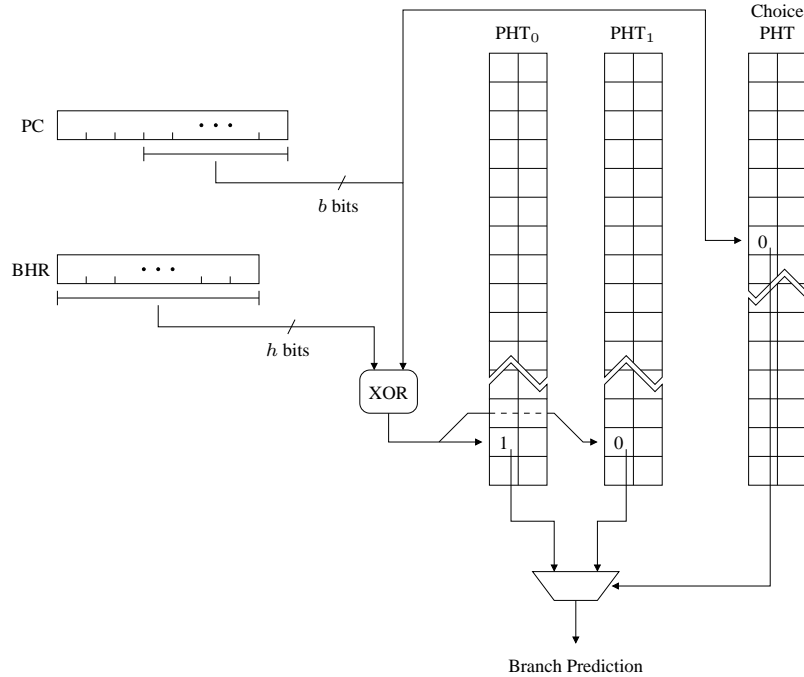 Choice
PHT₀ PHT₁ PHT
PC
b bits
0
BHR
h bits
XOR
1 0
Branch Prediction